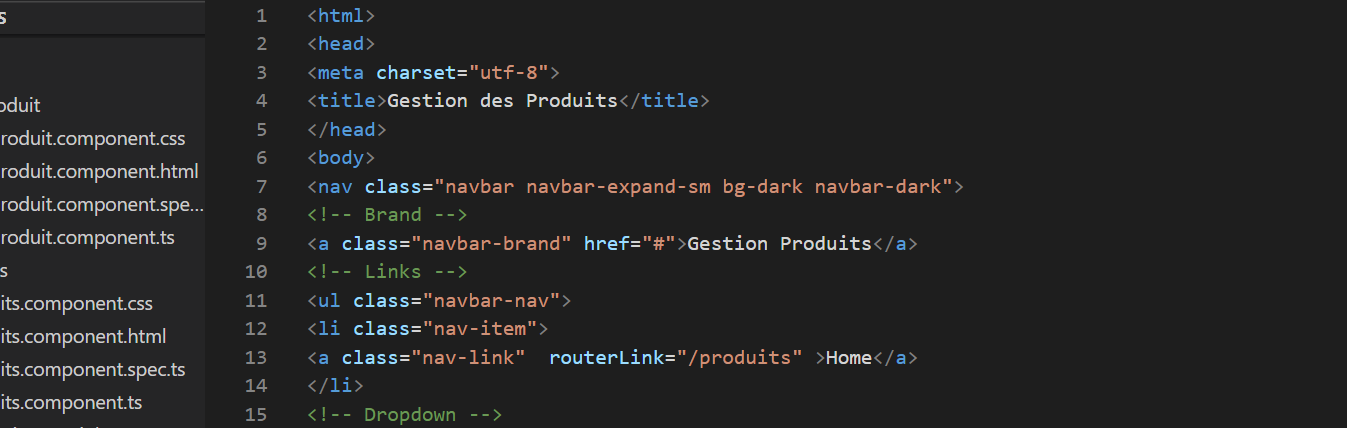 s
oduit
roduit.component.css
roduit.component.html
roduit.component.spe...
roduit.component.ts
s
its.component.css
its.component.html
its.component.spec.ts
its.component.ts
1 <html>
2 <head>
3 <meta charset="utf-8">
4 <title>Gestion des Produits</title>
5 </head>
6 <body>
7 <nav class="navbar navbar-expand-sm bg-dark navbar-dark">
8 <!-- Brand -->
9 <a class="navbar-brand" href="#">Gestion Produits</a>
10 <!-- Links -->
11 <ul class="navbar-nav">
12 <li class="nav-item">
13 <a class="nav-link"  routerLink="/produits" >Home</a>
14 </li>
15 <!-- Dropdown -->